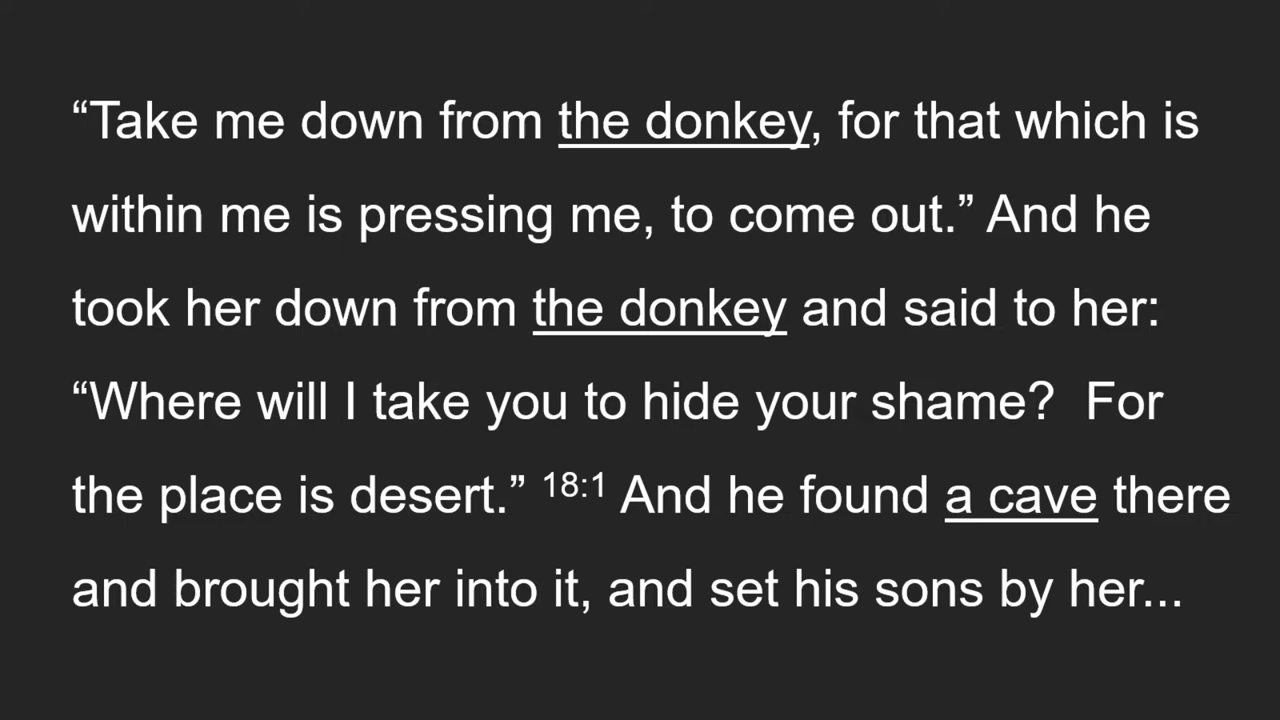 “Take me down from the donkey, for that which is
within me is pressing me, to come out.” And he
took her down from the donkey and said to her:
“Where will I take you to hide your shame?  For
the place is desert.” 18:1 And he found a cave there
and brought her into it, and set his sons by her...